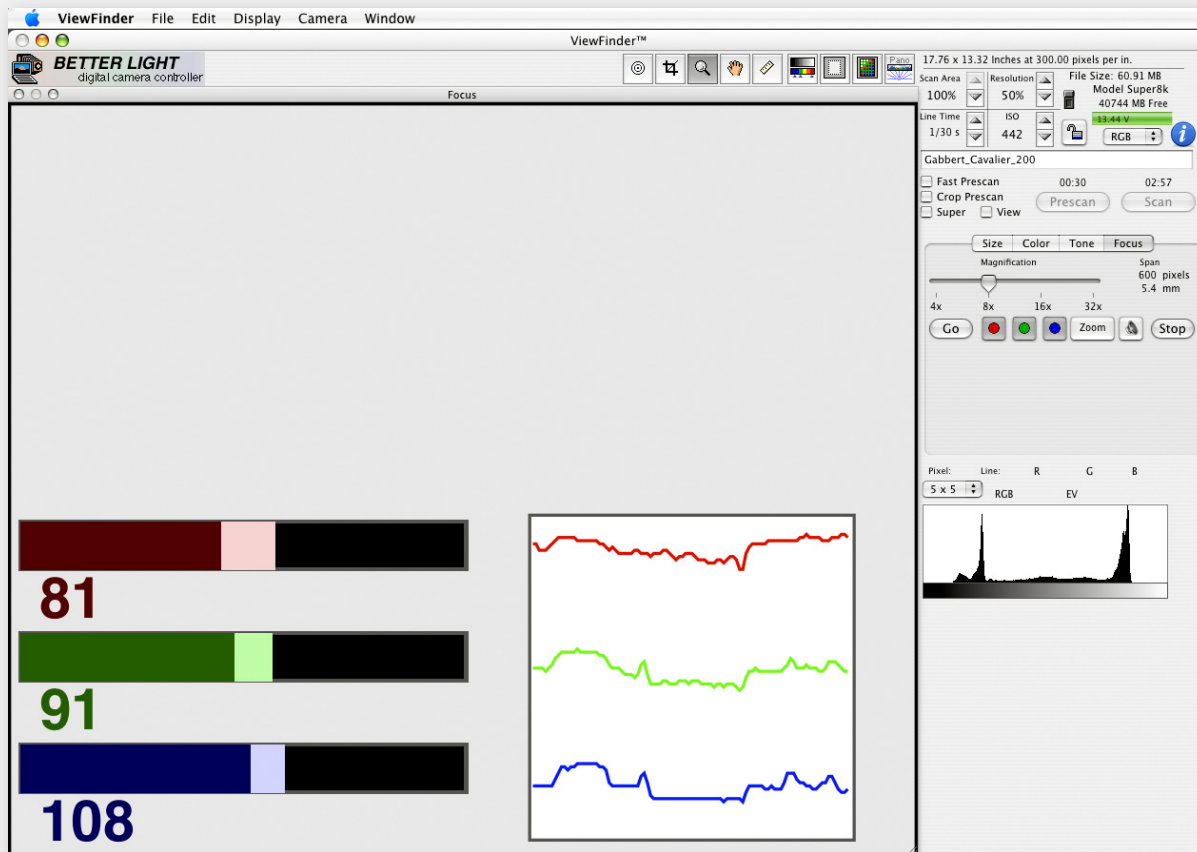 ViewFinder File Edit Display Camera Window
ViewFinder™
BETTER LIGHT
digital camera controller
Pano
17.76 x 13.32 Inches at 300.00 pixels per in.
Scan Area
100%
Resolution
50%
File Size: 60.91 MB
Model Super8k
40744 MB Free
Line Time
1/30 s
ISO
442
13.44 V
RGB
Focus
Gabbert_Cavalier_200
Fast Prescan
Crop Prescan
Super View
00:30 02:57
Prescan Scan
Size Color Tone Focus
Magnification
4x 8x 16x 32x
Span
600 pixels
5.4 mm
Go Zoom Stop
Pixel: Line: R G B
5 x 5 RGB EV
81
91
108